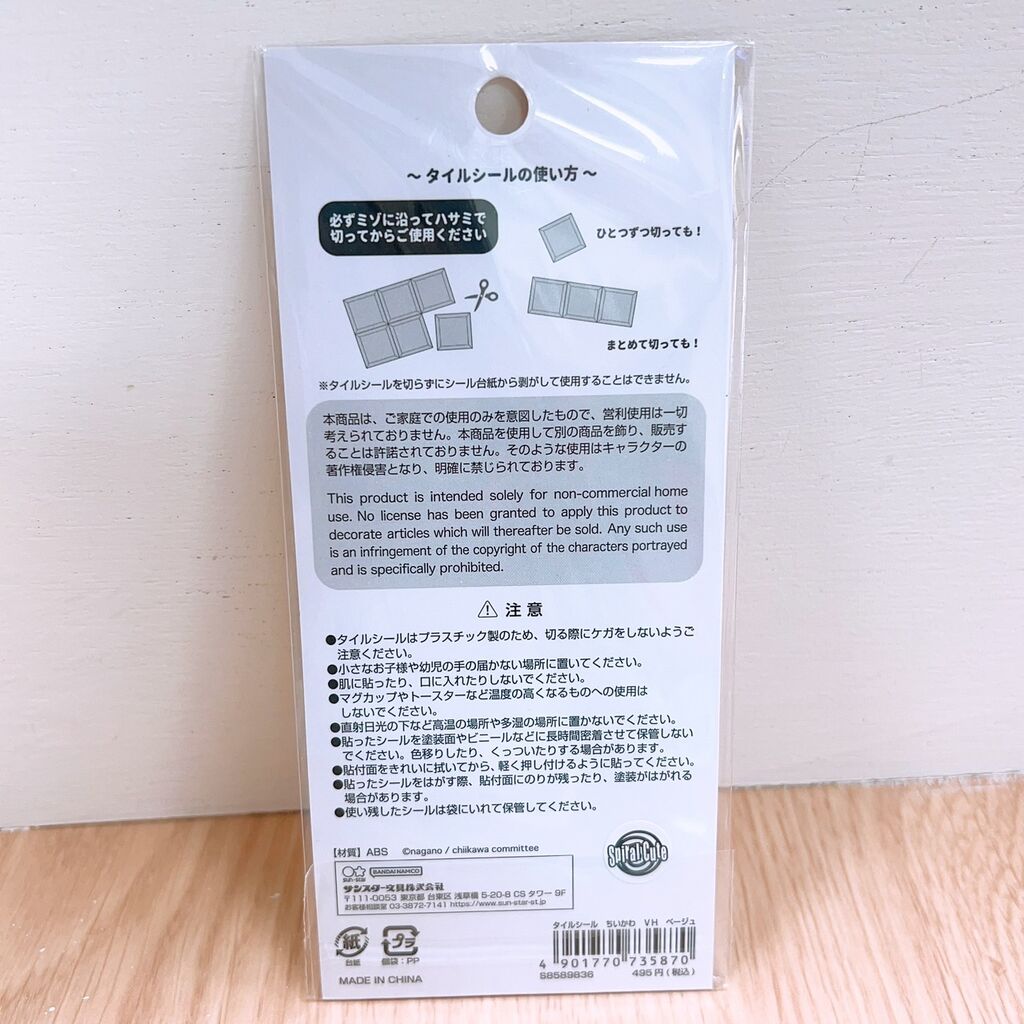 ～ タイルシールの使い方 ～
必ずミゾに沿ってハサミで
切ってからご使用ください
ひとつずつ切っても！
まとめて切っても！
※タイルシールを切らずにシール台紙から剥がして使用することはできません。
本商品は、ご家庭での使用のみを意図したもので、営利使用は一切
考えられておりません。本商品を使用して別の商品を飾り、販売す
ることは許諾されておりません。そのような使用はキャラクターの
著作権侵害となり、明確に禁じられております。
This product is intended solely for non-commercial home
use. No license has been granted to apply this product to
decorate articles which will thereafter be sold. Any such use
is an infringement of the copyright of the characters portrayed
and is specifically prohibited.
⚠ 注意
●タイルシールはプラスチック製のため、切る際にケガをしないようご
注意ください。
●小さなお子様や幼児の手の届かない場所に置いてください。
●肌に貼ったり、口に入れたりしないでください。
●マグカップやトースターなど温度の高くなるものへの使用は
しないでください。
●直射日光の下など高温の場所や多湿の場所に置かないでください。
●貼ったシールを塗装面やビニールなどに長時間密着させて保管しない
でください。色移りしたり、くっついたりする場合があります。
●貼付面をきれいに拭いてから、軽く押し付けるように貼ってください。
●貼ったシールをはがす際、貼付面にのりが残ったり、塗装がはがれる
場合があります。
●使い残したシールは袋にいれて保管してください。
【材質】ABS ©nagano / chiikawa committee
Spiral Cute
sun-star BANDAI NAMCO
サンスター文具株式会社
〒111-0053 東京都 台東区 浅草橋 5-20-8 CS タワー 9F
お客様相談室 03-3872-7141 https://www.sun-star-st.jp
紙 プラ
台紙 個袋：PP
MADE IN CHINA
タイルシール ちいかわ VH ベージュ
4 901770 735870
S8589836 495円(税込)